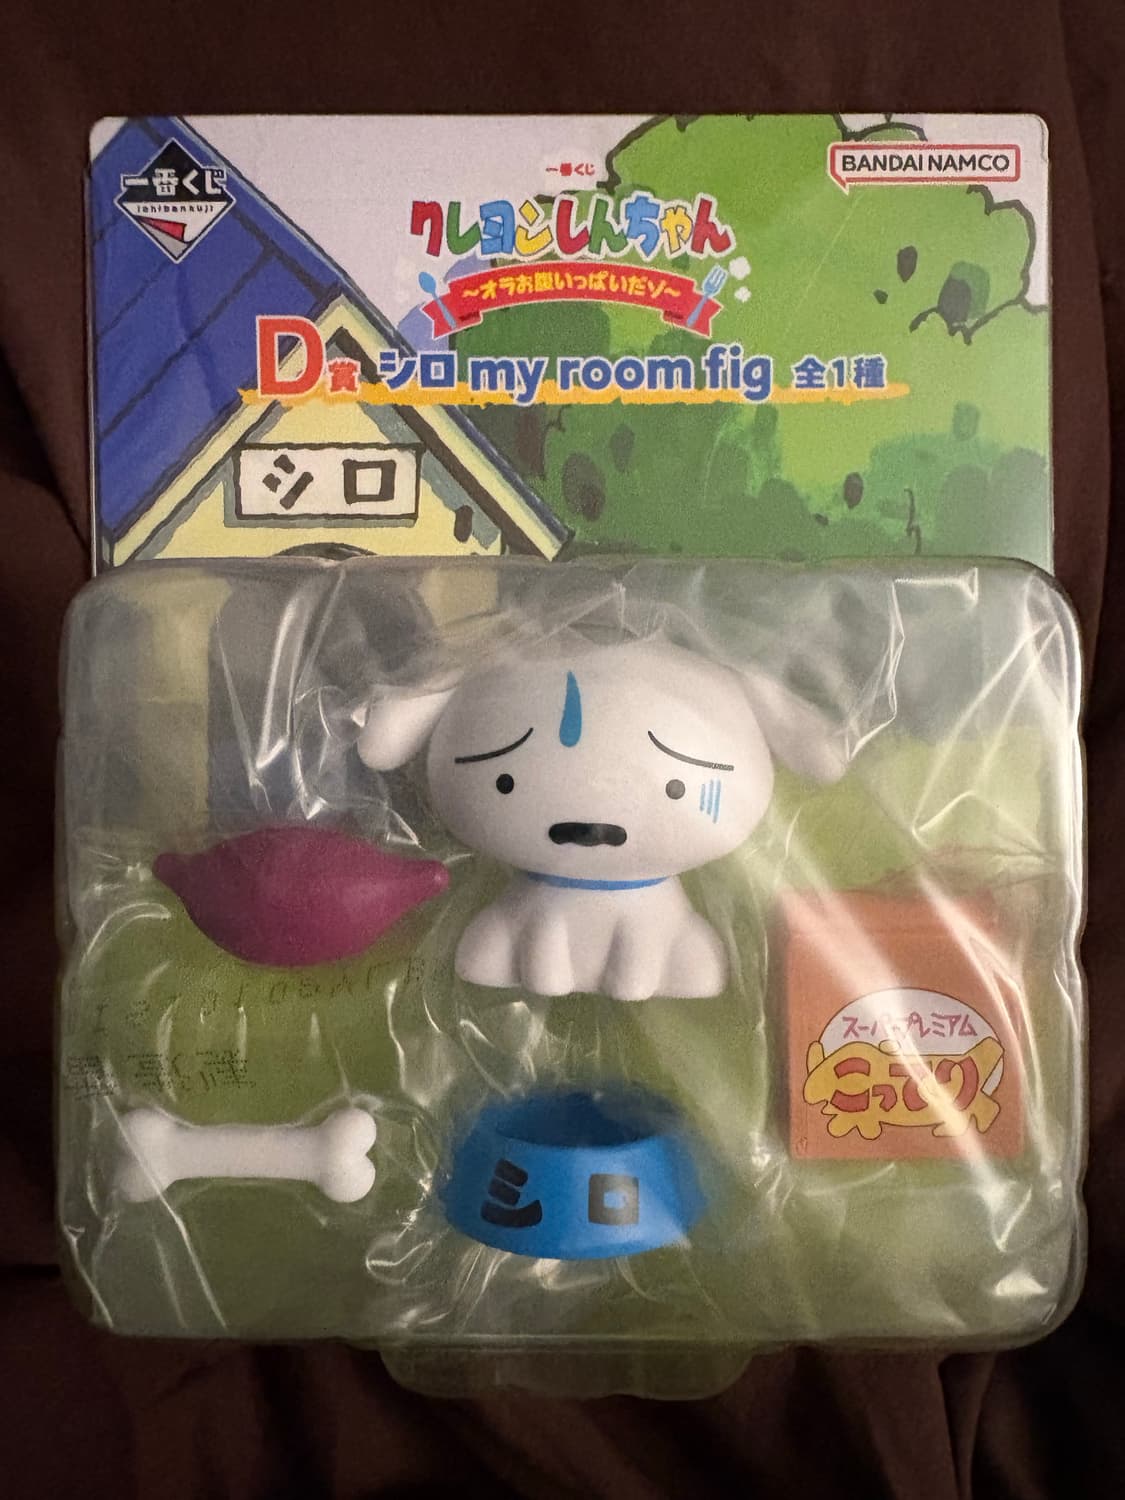 一番くじ
ichibankuji
BANDAI NAMCO
一番くじ
クレヨンしんちゃん
～オラお腹いっぱいだゾ～
D賞 シロ my room fig 全1種
シロ
スーパープレミアム
こってり
シロ